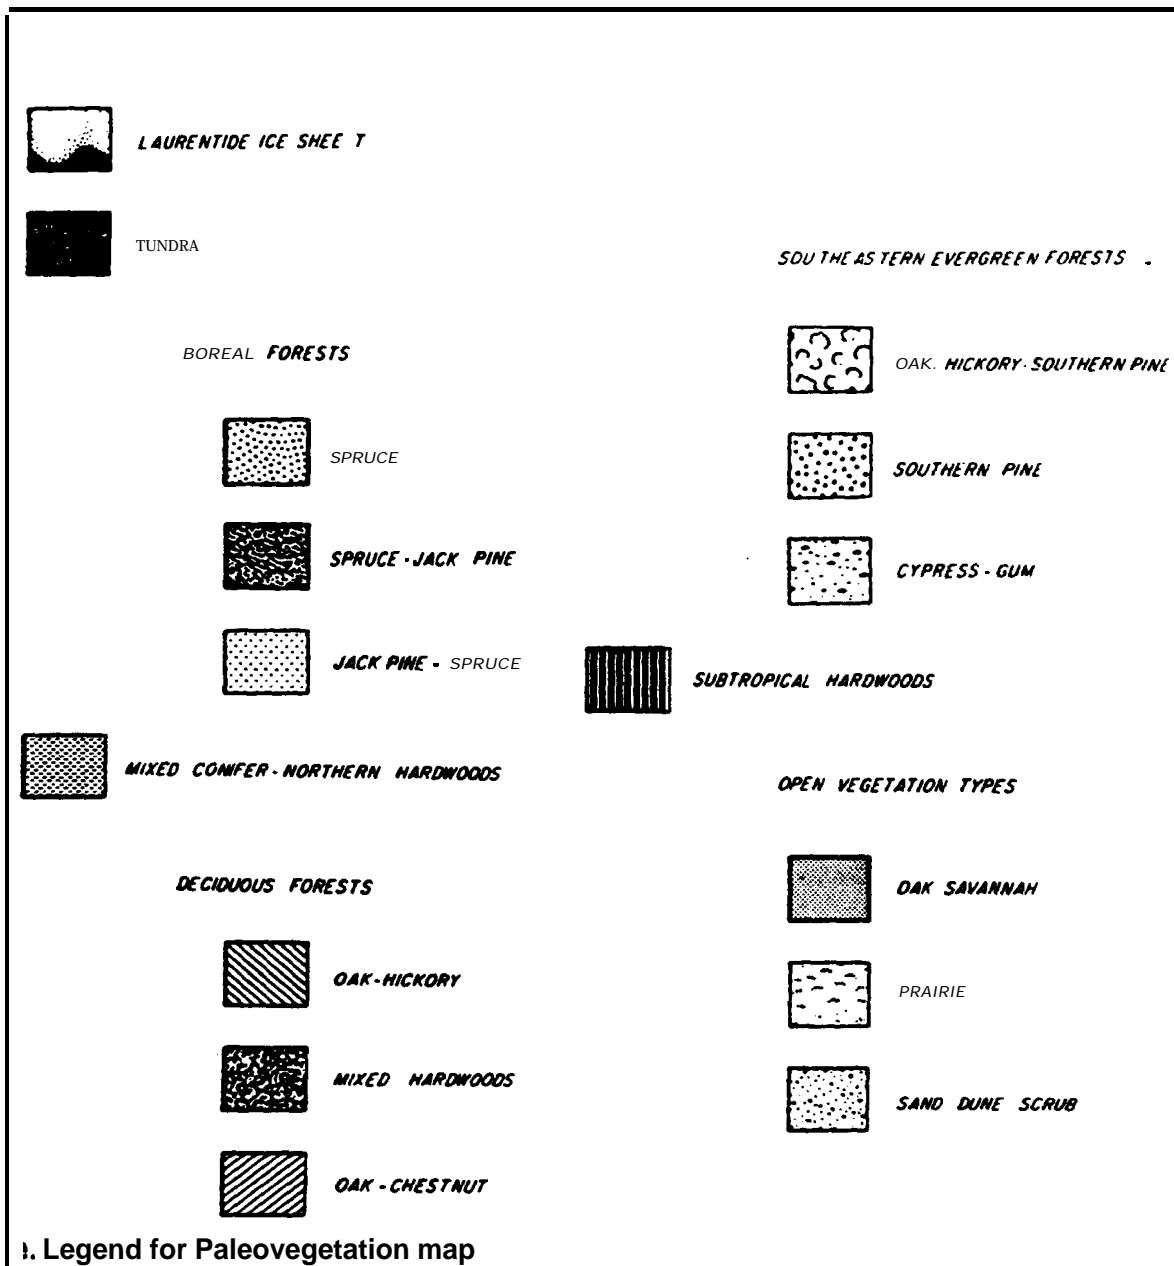 LAURENTIDE ICE SHEE T
TUNDRA
BOREAL FORESTS
SPRUCE
SPRUCE - JACK PINE
JACK PINE - SPRUCE
MIXED CONIFER - NORTHERN HARDWOODS
DECIDUOUS FORESTS
OAK - HICKORY
MIXED HARDWOODS
OAK - CHESTNUT
SOU THE AS TERN EVERGREEN FORESTS .
OAK. HICKORY - SOUTHERN PINE
SOUTHERN PINE
CYPRESS - GUM
SUBTROPICAL HARDWOODS
OPEN VEGETATION TYPES
OAK SAVANNAH
PRAIRIE
SAND DUNE SCRUB
. Legend for Paleovegetation map